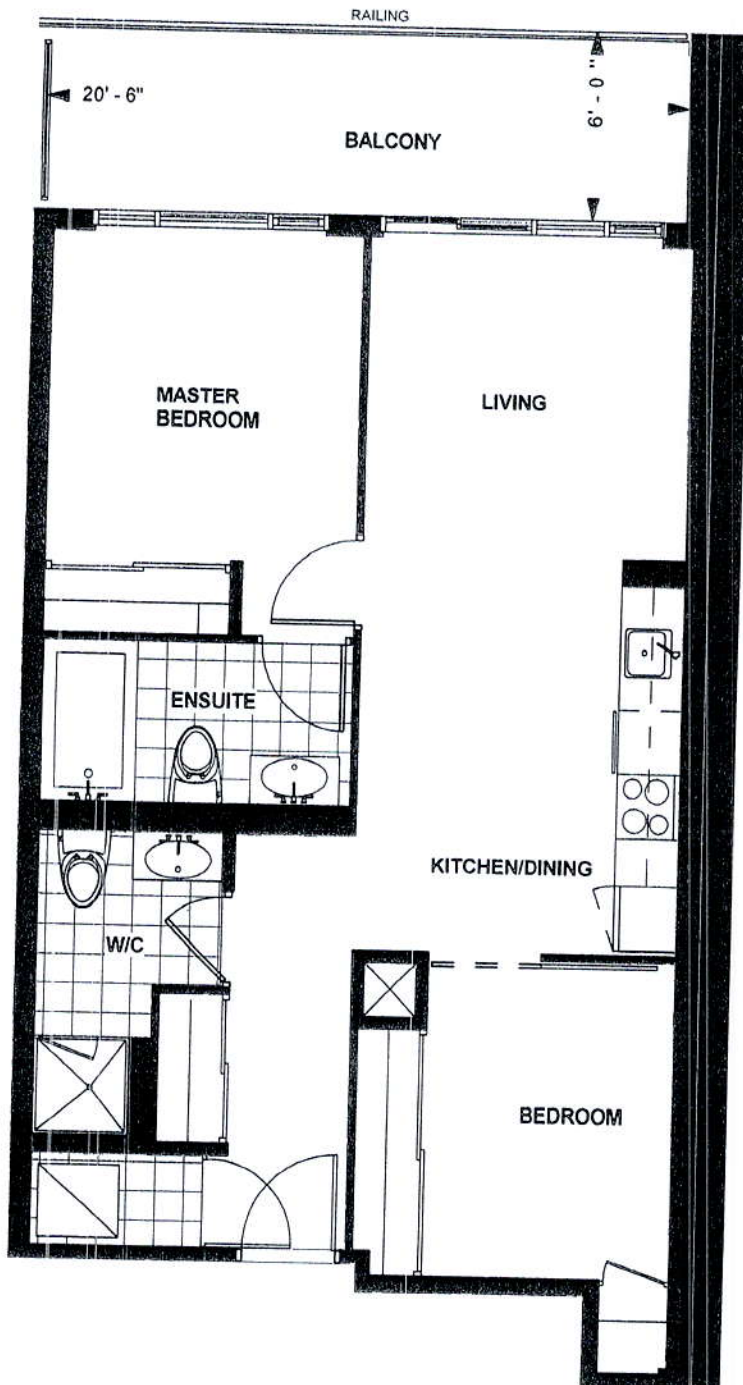 RAILING
20' - 6"
6' - 0"
BALCONY
MASTER
BEDROOM
LIVING
ENSUITE
KITCHEN/DINING
W/C
BEDROOM